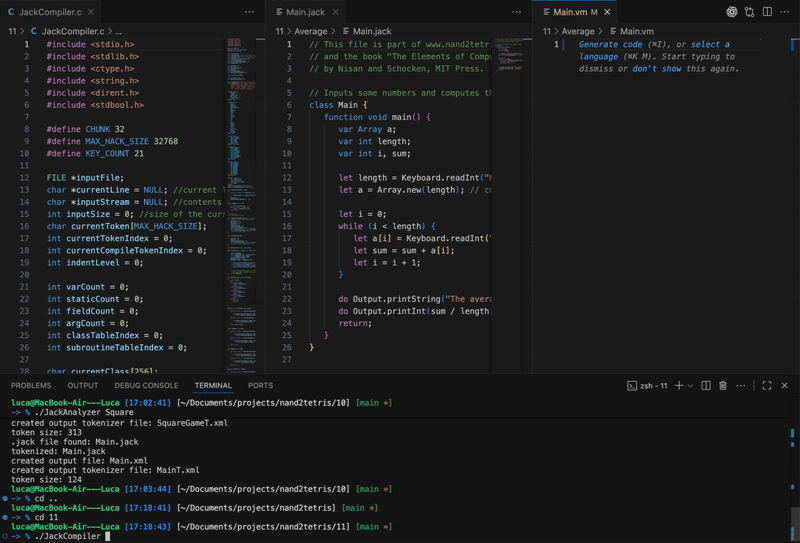 JackCompiler.c
11 > C JackCompiler.c > ...
1 #include <stdio.h>
2 #include <stdlib.h>
3 #include <ctype.h>
4 #include <string.h>
5 #include <dirent.h>
6 #include <stdbool.h>
7
8 #define CHUNK 32
9 #define MAX_HACK_SIZE 32768
10 #define KEY_COUNT 21
11
12 FILE *inputFile;
13 char *currentLine = NULL; //current
14 char *inputStream = NULL; //contents
15 int inputSize = 0; //size of the curr
16 char currentToken[MAX_HACK_SIZE];
17 int currentTokenIndex = 0;
18 int currentCompileTokenIndex = 0;
19 int indentLevel = 0;
20
21 int varCount = 0;
22 int staticCount = 0;
23 int fieldCount = 0;
24 int argCount = 0;
25 int classTableIndex = 0;
26 int subroutineTableIndex = 0;
27
28 char currentClass[256];
Main.jack
11 > Average > Main.jack
1 // This file is part of www.nand2tetri
2 // and the book "The Elements of Comp
3 // by Nisan and Schocken, MIT Press.
4
5 // Inputs some numbers and computes th
6 class Main {
7 function void main() {
8 var Array a;
9 var int length;
10 var int i, sum;
11
12 let length = Keyboard.readInt("
13 let a = Array.new(length); // c
14
15 let i = 0;
16 while (i < length) {
17 let a[i] = Keyboard.readInt(
18 let sum = sum + a[i];
19 let i = i + 1;
20 }
21
22 do Output.printString("The avera
23 do Output.printInt(sum / length)
24 return;
25 }
26 }
27
Main.vm M
11 > Average > Main.vm
1 Generate code (⌘I), or select a
language (⌘K M). Start typing to
dismiss or don't show this again.
PROBLEMS OUTPUT DEBUG CONSOLE TERMINAL PORTS
zsh - 11
luca@MacBook-Air---Luca [17:02:41] [~/Documents/projects/nand2tetris/10] [main *]
-> % ./JackAnalyzer Square
created output tokenizer file: SquareGameT.xml
token size: 313
.jack file found: Main.jack
tokenized: Main.jack
created output file: Main.xml
created output tokenizer file: MainT.xml
token size: 124
luca@MacBook-Air---Luca [17:03:44] [~/Documents/projects/nand2tetris/10] [main *]
-> % cd ..
luca@MacBook-Air---Luca [17:18:41] [~/Documents/projects/nand2tetris] [main *]
-> % cd 11
luca@MacBook-Air---Luca [17:18:43] [~/Documents/projects/nand2tetris/11] [main *]
-> % ./JackCompiler